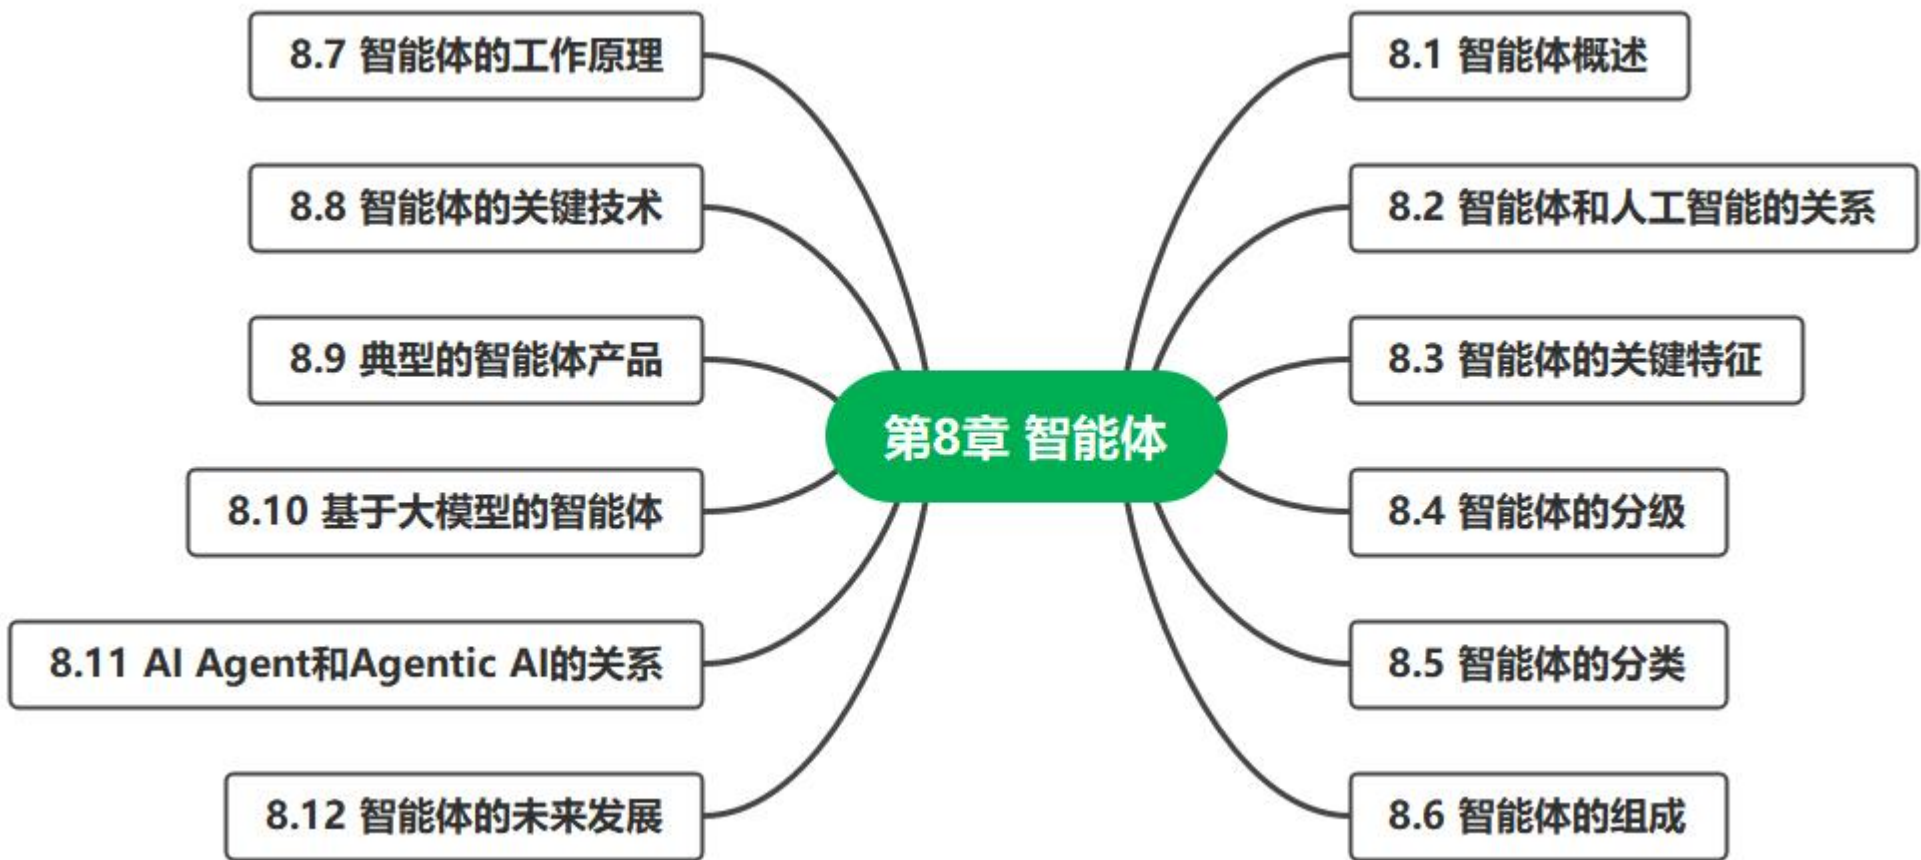 第8章 智能体
8.1 智能体概述
8.2 智能体和人工智能的关系
8.3 智能体的关键特征
8.4 智能体的分级
8.5 智能体的分类
8.6 智能体的组成
8.7 智能体的工作原理
8.8 智能体的关键技术
8.9 典型的智能体产品
8.10 基于大模型的智能体
8.11 AI Agent和Agentic AI的关系
8.12 智能体的未来发展